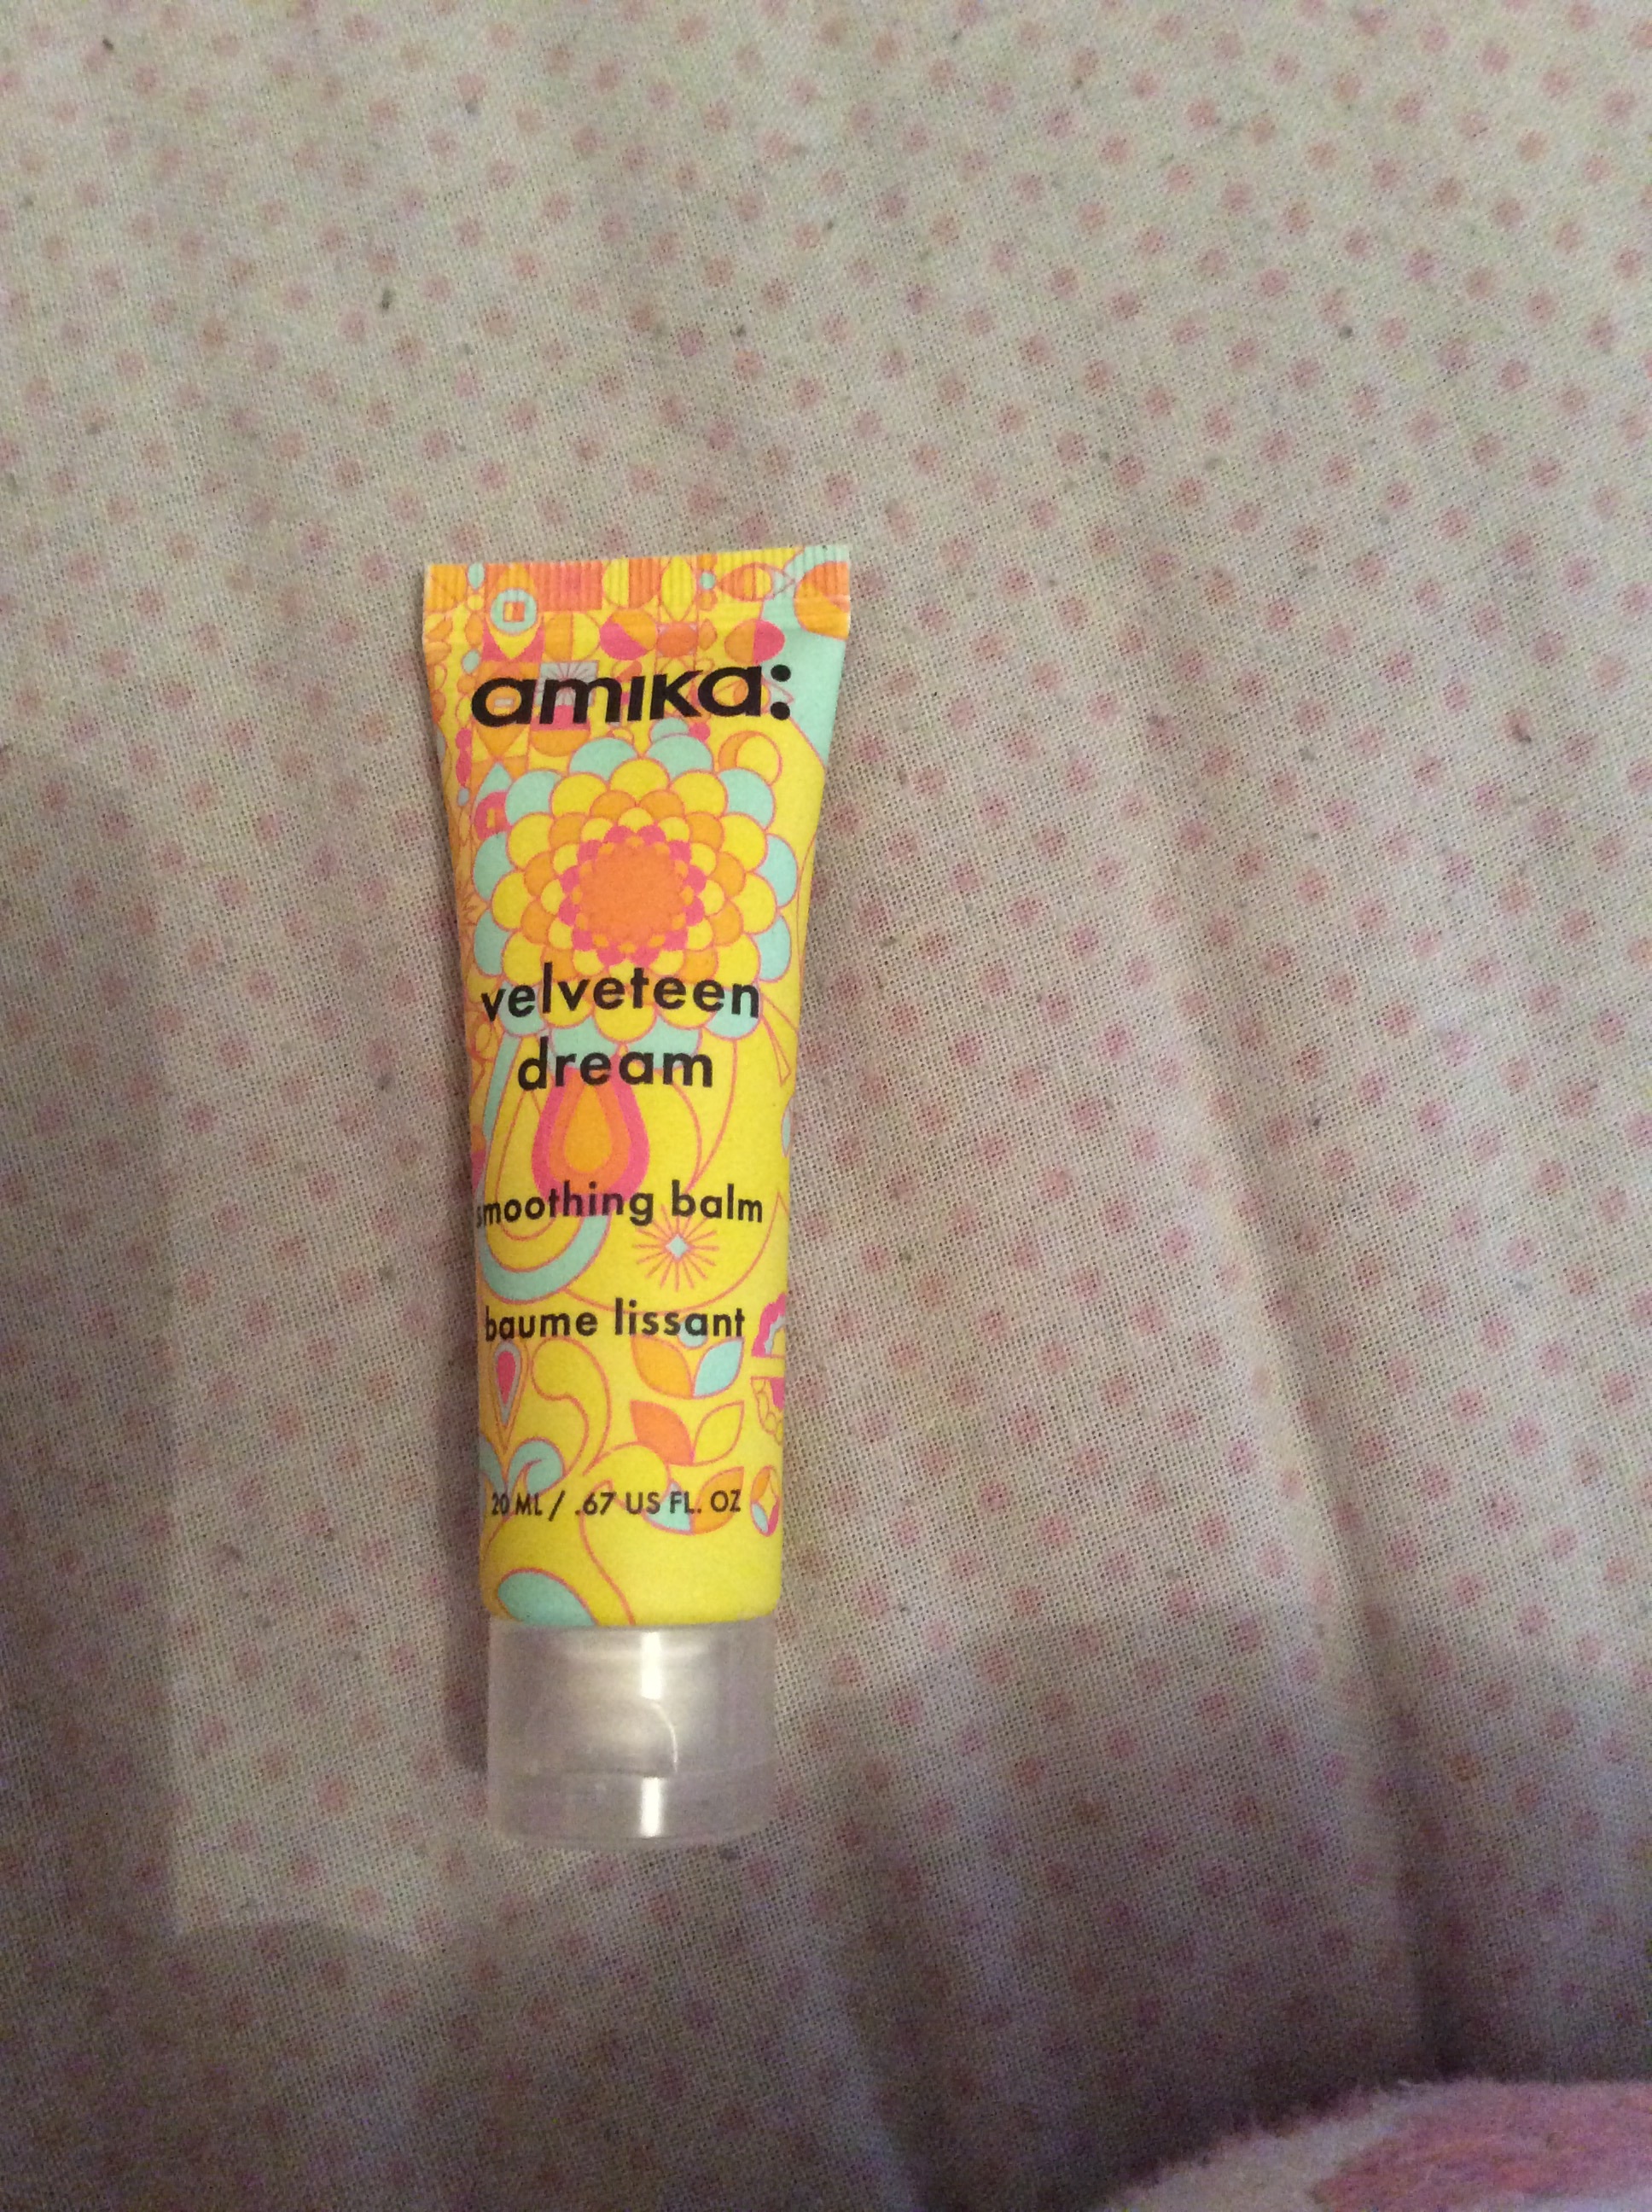 amika:
velveteen
dream
smoothing balm
baume lissant
20 ML / .67 US FL. OZ